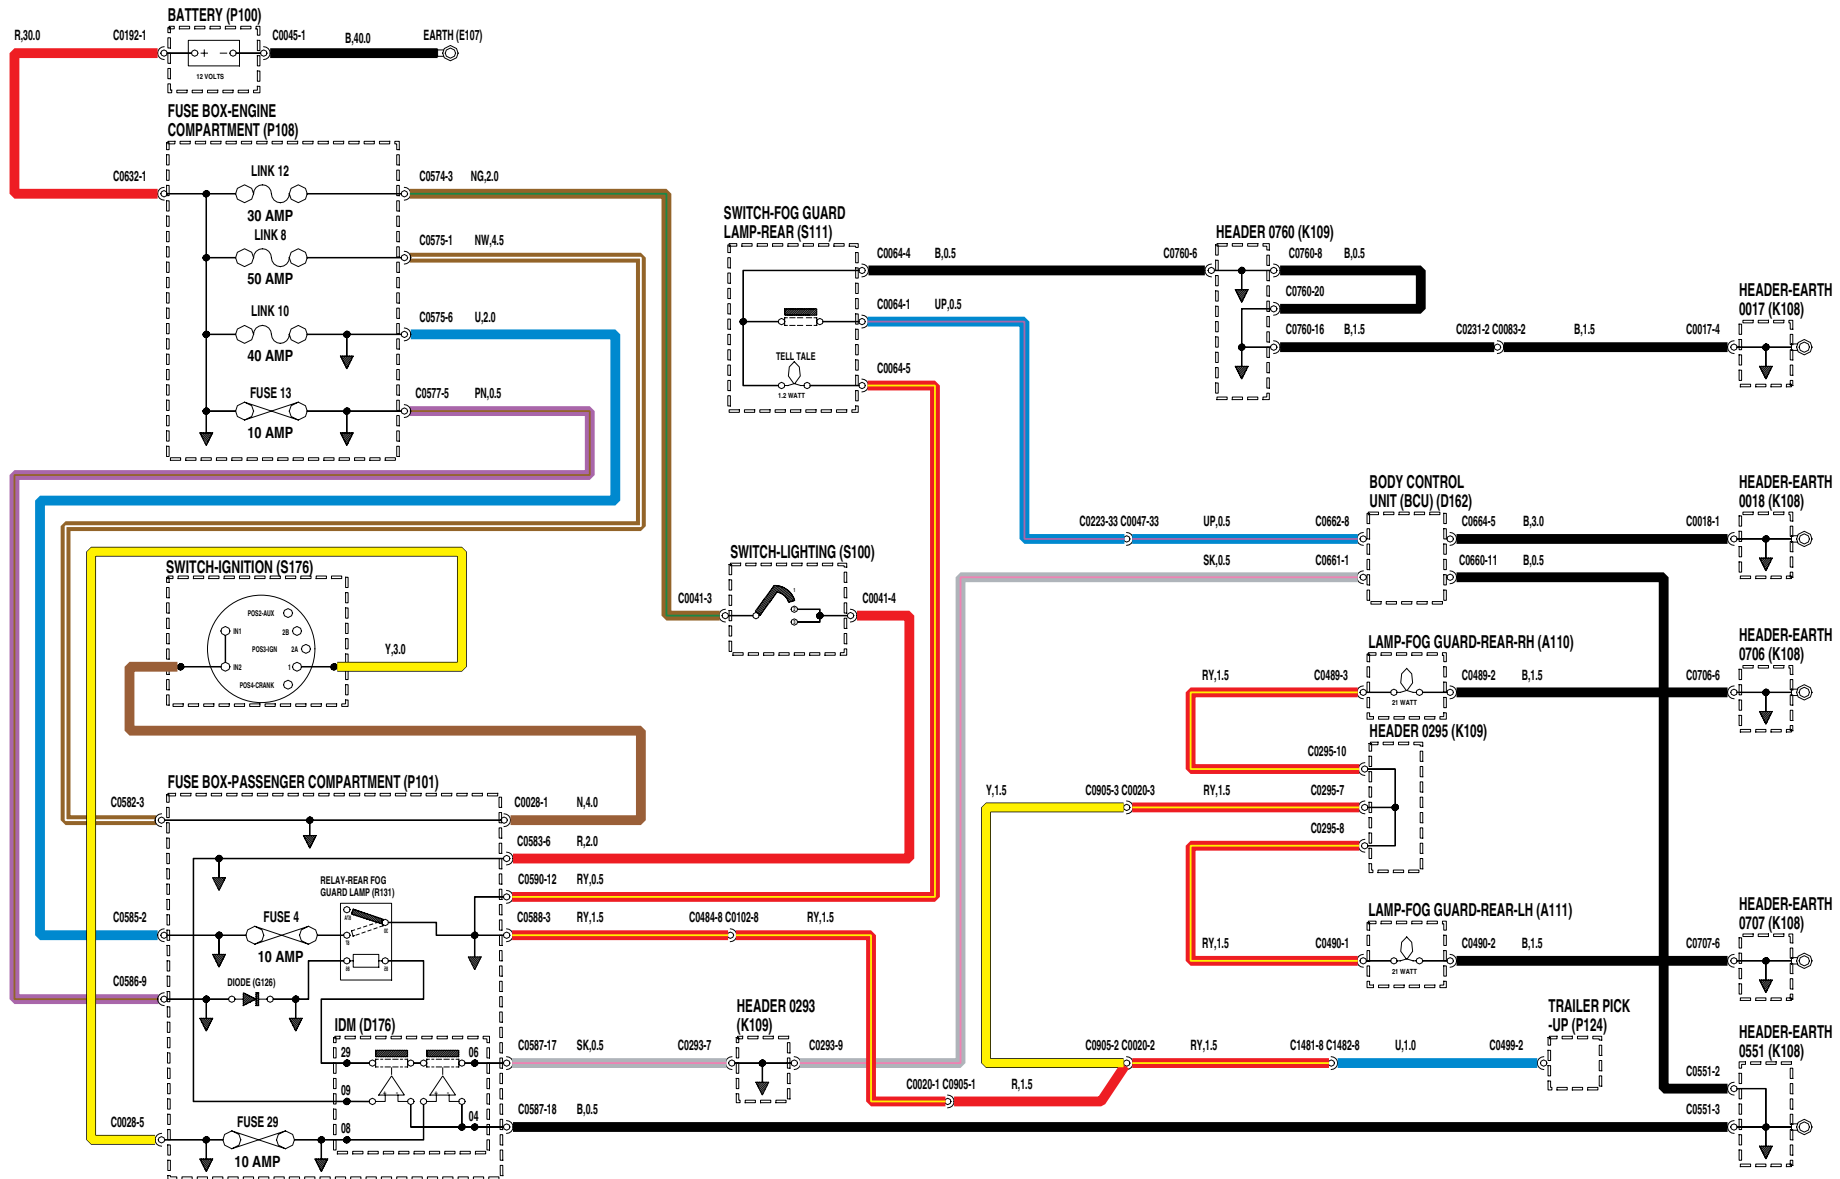 BATTERY (P100)
R,30.0
C0192-1
C0045-1
B,40.0
EARTH (E107)
+ −
12 VOLTS
FUSE BOX-ENGINE
COMPARTMENT (P108)
C0632-1
LINK 12
30 AMP
C0574-3
NG,2.0
LINK 8
50 AMP
C0575-1
NW,4.5
LINK 10
40 AMP
C0575-6
U,2.0
FUSE 13
10 AMP
C0577-5
PN,0.5
SWITCH-FOG GUARD
LAMP-REAR (S111)
C0064-4
B,0.5
C0064-1
UP,0.5
TELL TALE
1.2 WATT
C0064-5
C0760-6
HEADER 0760 (K109)
C0760-8
B,0.5
C0760-20
C0760-16
B,1.5
C0231-2 C0083-2
B,1.5
C0017-4
HEADER-EARTH
0017 (K108)
SWITCH-IGNITION (S176)
POS2-AUX
IN1
2B
POS3-IGN
2A
IN2
1
POS4-CRANK
Y,3.0
SWITCH-LIGHTING (S100)
C0041-3
C0041-4
C0223-33 C0047-33
UP,0.5
C0662-8
SK,0.5
C0661-1
BODY CONTROL
UNIT (BCU) (D162)
C0664-5
B,3.0
C0018-1
C0660-11
B,0.5
HEADER-EARTH
0018 (K108)
LAMP-FOG GUARD-REAR-RH (A110)
RY,1.5
C0489-3
21 WATT
C0489-2
B,1.5
C0706-6
HEADER-EARTH
0706 (K108)
HEADER 0295 (K109)
C0295-10
Y,1.5
C0905-3 C0020-3
RY,1.5
C0295-7
C0295-8
LAMP-FOG GUARD-REAR-LH (A111)
RY,1.5
C0490-1
21 WATT
C0490-2
B,1.5
C0707-6
HEADER-EARTH
0707 (K108)
FUSE BOX-PASSENGER COMPARTMENT (P101)
C0582-3
C0028-1
N,4.0
C0583-6
R,2.0
C0590-12
RY,0.5
RELAY-REAR FOG
GUARD LAMP (R131)
C0585-2
FUSE 4
10 AMP
C0588-3
RY,1.5
C0484-8 C0102-8
RY,1.5
C0586-9
DIODE (G126)
IDM (D176)
29
06
09
08
04
C0587-17
SK,0.5
C0293-7
HEADER 0293
(K109)
C0293-9
C0587-18
B,0.5
C0028-5
FUSE 29
10 AMP
C0020-1 C0905-1
R,1.5
C0905-2 C0020-2
RY,1.5
C1481-8 C1482-8
U,1.0
C0499-2
TRAILER PICK
-UP (P124)
HEADER-EARTH
0551 (K108)
C0551-2
C0551-3